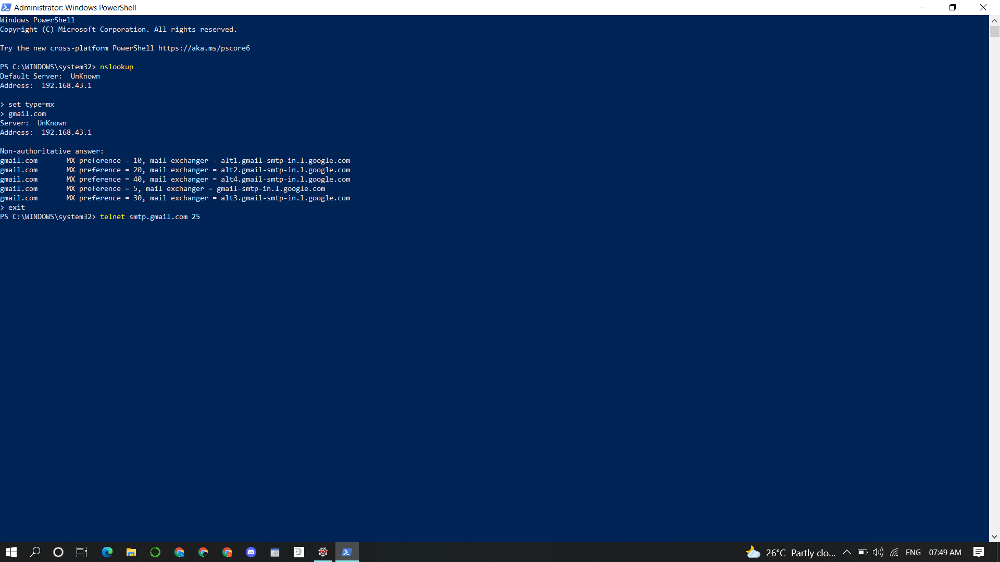 Administrator: Windows PowerShell
Windows PowerShell
Copyright (C) Microsoft Corporation. All rights reserved.
Try the new cross-platform PowerShell https://aka.ms/pscore6
PS C:\WINDOWS\system32> nslookup
Default Server:  UnKnown
Address:  192.168.43.1
> set type=mx
> gmail.com
Server:  UnKnown
Address:  192.168.43.1
Non-authoritative answer:
gmail.com       MX preference = 10, mail exchanger = alt1.gmail-smtp-in.l.google.com
gmail.com       MX preference = 20, mail exchanger = alt2.gmail-smtp-in.l.google.com
gmail.com       MX preference = 40, mail exchanger = alt4.gmail-smtp-in.l.google.com
gmail.com       MX preference = 5, mail exchanger = gmail-smtp-in.l.google.com
gmail.com       MX preference = 30, mail exchanger = alt3.gmail-smtp-in.l.google.com
> exit
PS C:\WINDOWS\system32> telnet smtp.gmail.com 25
26°C Partly clo... ENG 07:49 AM